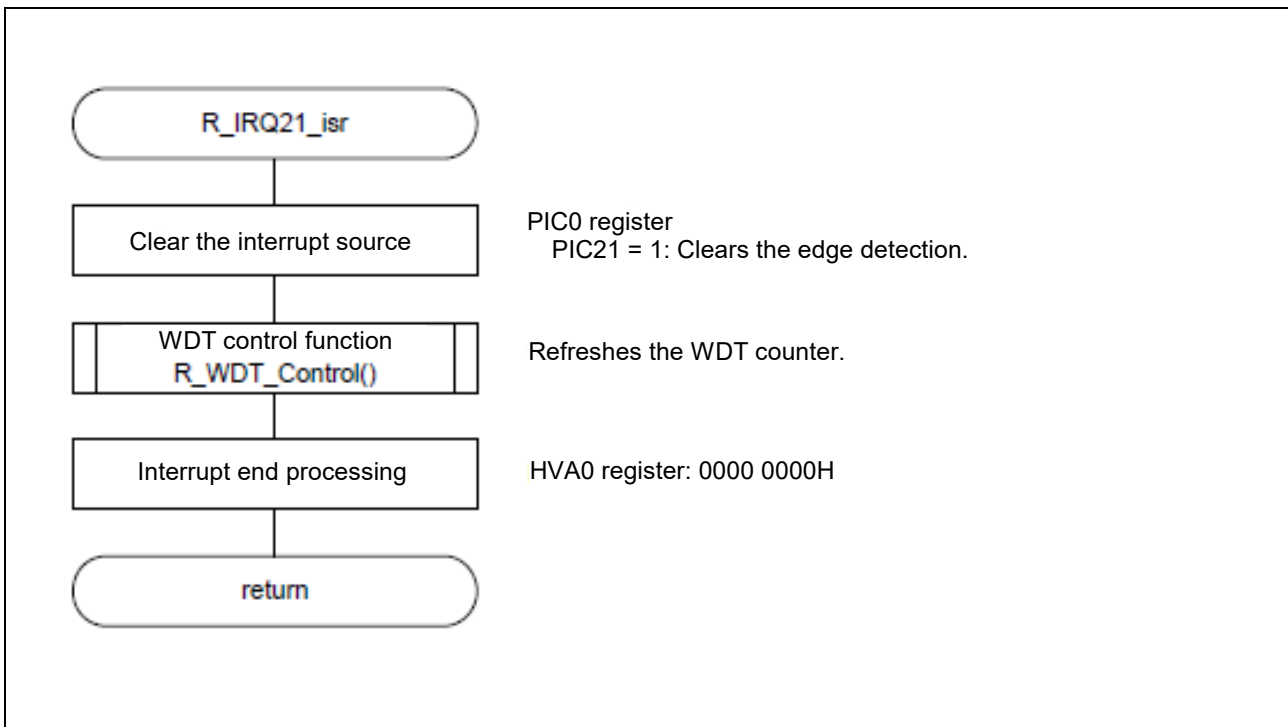 R_IRQ21_isr
Clear the interrupt source
PIC0 register
PIC21 = 1: Clears the edge detection.
WDT control function
R_WDT_Control()
Refreshes the WDT counter.
Interrupt end processing
HVA0 register: 0000 0000H
return